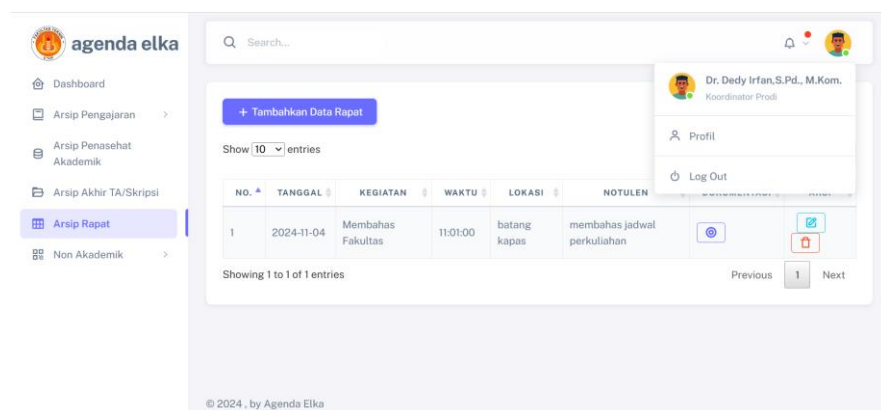 agenda elka
Search...
Dashboard
Arsip Pengajaran
Arsip Penasehat
Akademik
Arsip Akhir TA/Skripsi
Arsip Rapat
Non Akademik
Dr. Dedy Irfan,S.Pd., M.Kom.
Koordinator Prodi
Profil
Log Out
+ Tambahkan Data Rapat
Show 10 entries
NO. TANGGAL KEGIATAN WAKTU LOKASI NOTULEN
1 2024-11-04 Membahas Fakultas 11:01:00 batang kapas membahas jadwal perkuliahan
Showing 1 to 1 of 1 entries
Previous 1 Next
© 2024 , by Agenda Elka